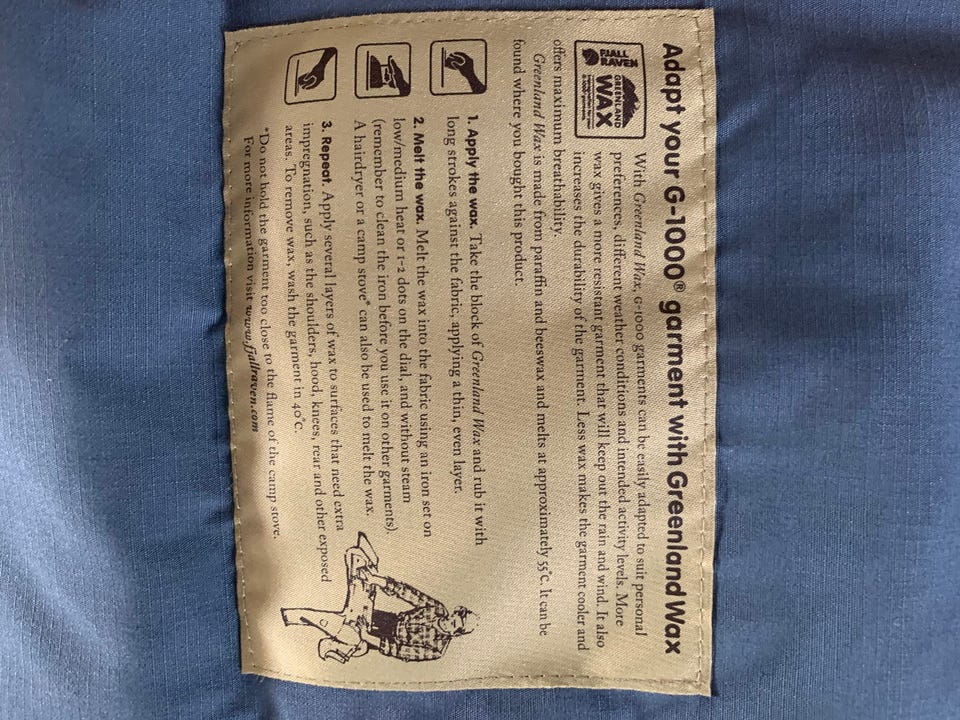 Adapt your G-1000® garment with Greenland Wax
FJALL
RAVEN
GREENLAND
WAX
With Greenland Wax, G-1000 garments can be easily adapted to suit personal
preferences, different weather conditions and intended activity levels. More
wax gives a more resistant garment that will keep out the rain and wind. It also
increases the durability of the garment. Less wax makes the garment cooler and
offers maximum breathability.
Greenland Wax is made from paraffin and beeswax and melts at approximately 55°C. It can be
found where you bought this product.
1. Apply the wax. Take the block of Greenland Wax and rub it with
long strokes against the fabric, applying a thin, even layer.
2. Melt the wax. Melt the wax into the fabric using an iron set on
low/medium heat or 1-2 dots on the dial, and without steam
(remember to clean the iron before you use it on other garments).
A hairdryer or a camp stove* can also be used to melt the wax.
3. Repeat. Apply several layers of wax to surfaces that need extra
impregnation, such as the shoulders, hood, knees, rear and other exposed
areas. To remove wax, wash the garment in 40°C.
*Do not hold the garment too close to the flame of the camp stove.
For more information visit www.fjallraven.com